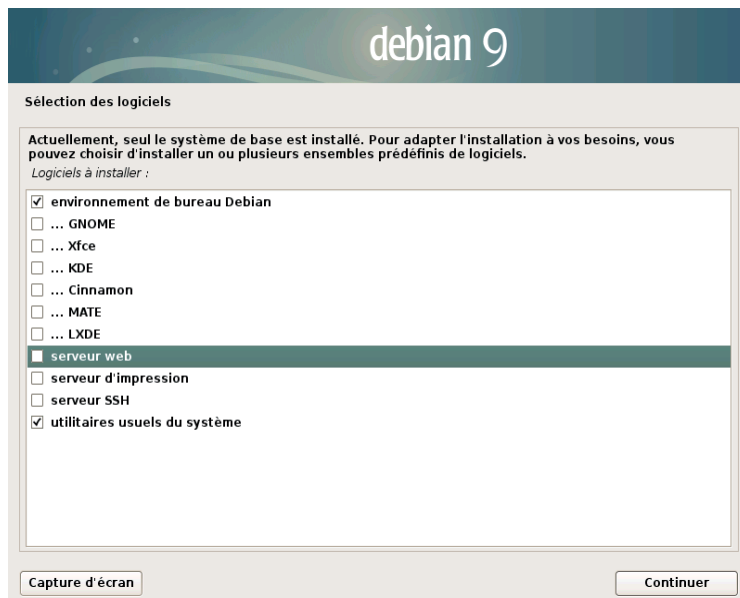 debian 9
Sélection des logiciels
Actuellement, seul le système de base est installé. Pour adapter l'installation à vos besoins, vous
pouvez choisir d'installer un ou plusieurs ensembles prédéfinis de logiciels.
Logiciels à installer :
environnement de bureau Debian
... GNOME
... Xfce
... KDE
... Cinnamon
... MATE
... LXDE
serveur web
serveur d'impression
serveur SSH
utilitaires usuels du système
Capture d'écran
Continuer